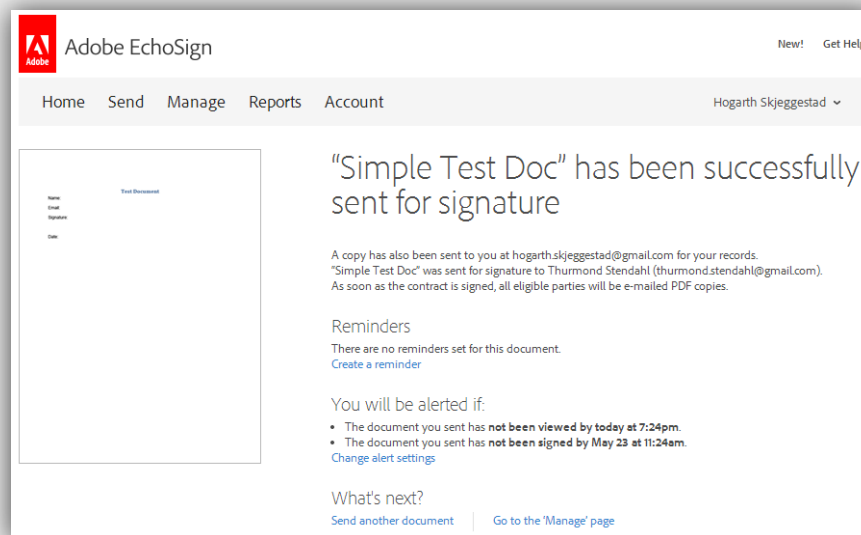 Adobe
Adobe EchoSign
New! Get Help
Home Send Manage Reports Account
Hogarth Skjeggestad
Test Document
Name:
Email:
Signature:
Date:
"Simple Test Doc" has been successfully
sent for signature
A copy has also been sent to you at hogarth.skjeggestad@gmail.com for your records.
"Simple Test Doc" was sent for signature to Thurmond Stendahl (thurmond.stendahl@gmail.com).
As soon as the contract is signed, all eligible parties will be e-mailed PDF copies.
Reminders
There are no reminders set for this document.
Create a reminder
You will be alerted if:
• The document you sent has not been viewed by today at 7:24pm.
• The document you sent has not been signed by May 23 at 11:24am.
Change alert settings
What's next?
Send another document Go to the 'Manage' page